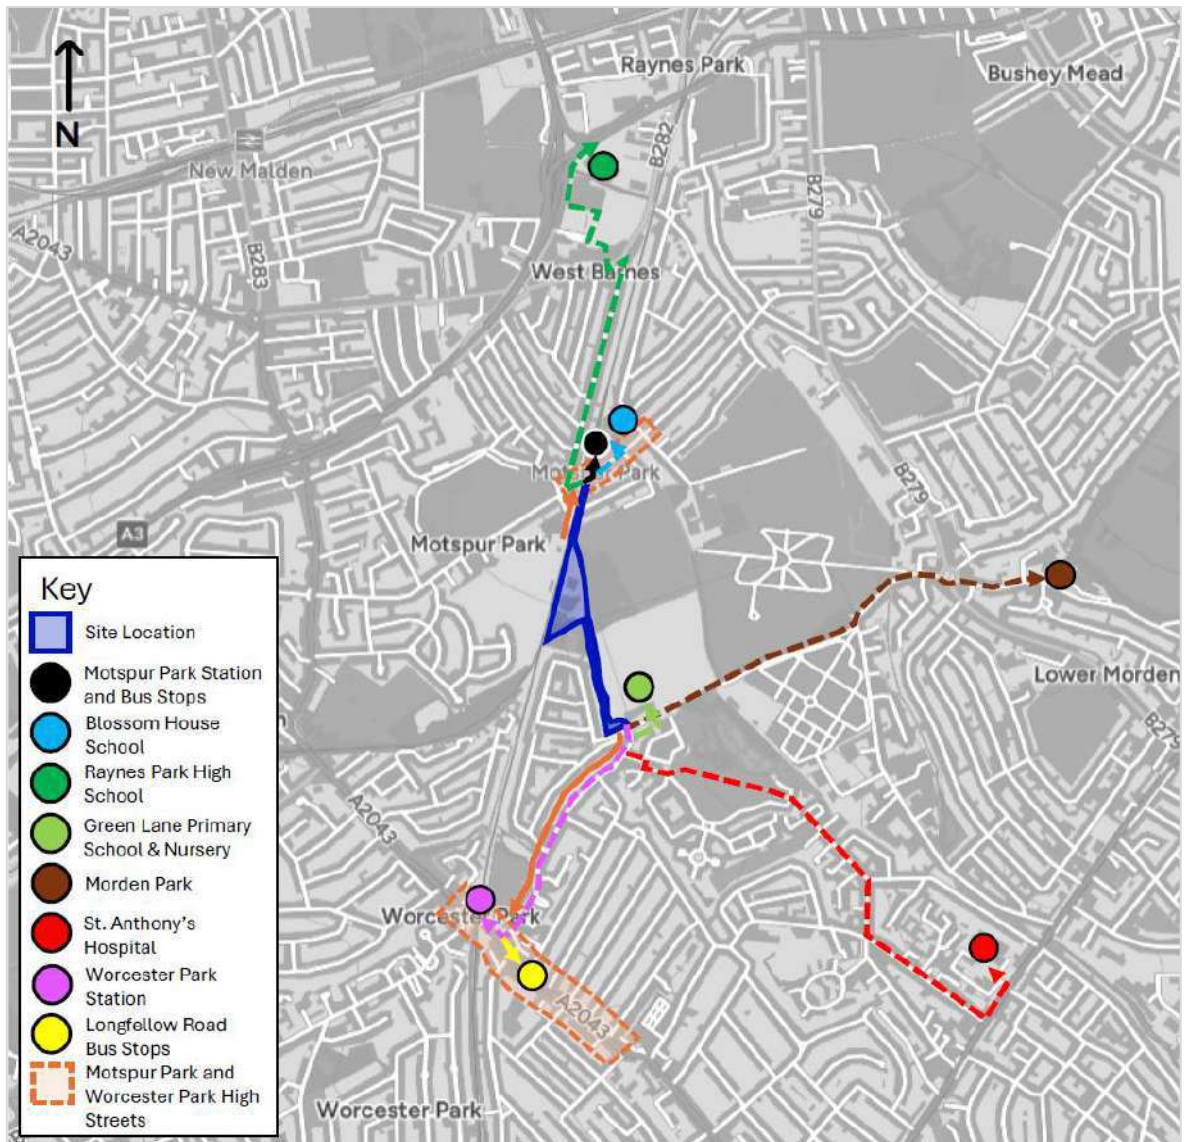 Raynes Park
Bushey Mead
N
B282
New Malden
B279
A2043
B283
West Barnes
Motspur Park
B279
A3
Motspur Park
Key
Site Location
Motspur Park Station
and Bus Stops
Blossom House
School
Raynes Park High
School
Green Lane Primary
School & Nursery
Morden Park
St. Anthony's
Hospital
Worcester Park
Station
Longfellow Road
Bus Stops
Motspur Park and
Worcester Park High
Streets
Lower Morden
B279
A2043
Worcester Park
A2043
Worcester Park